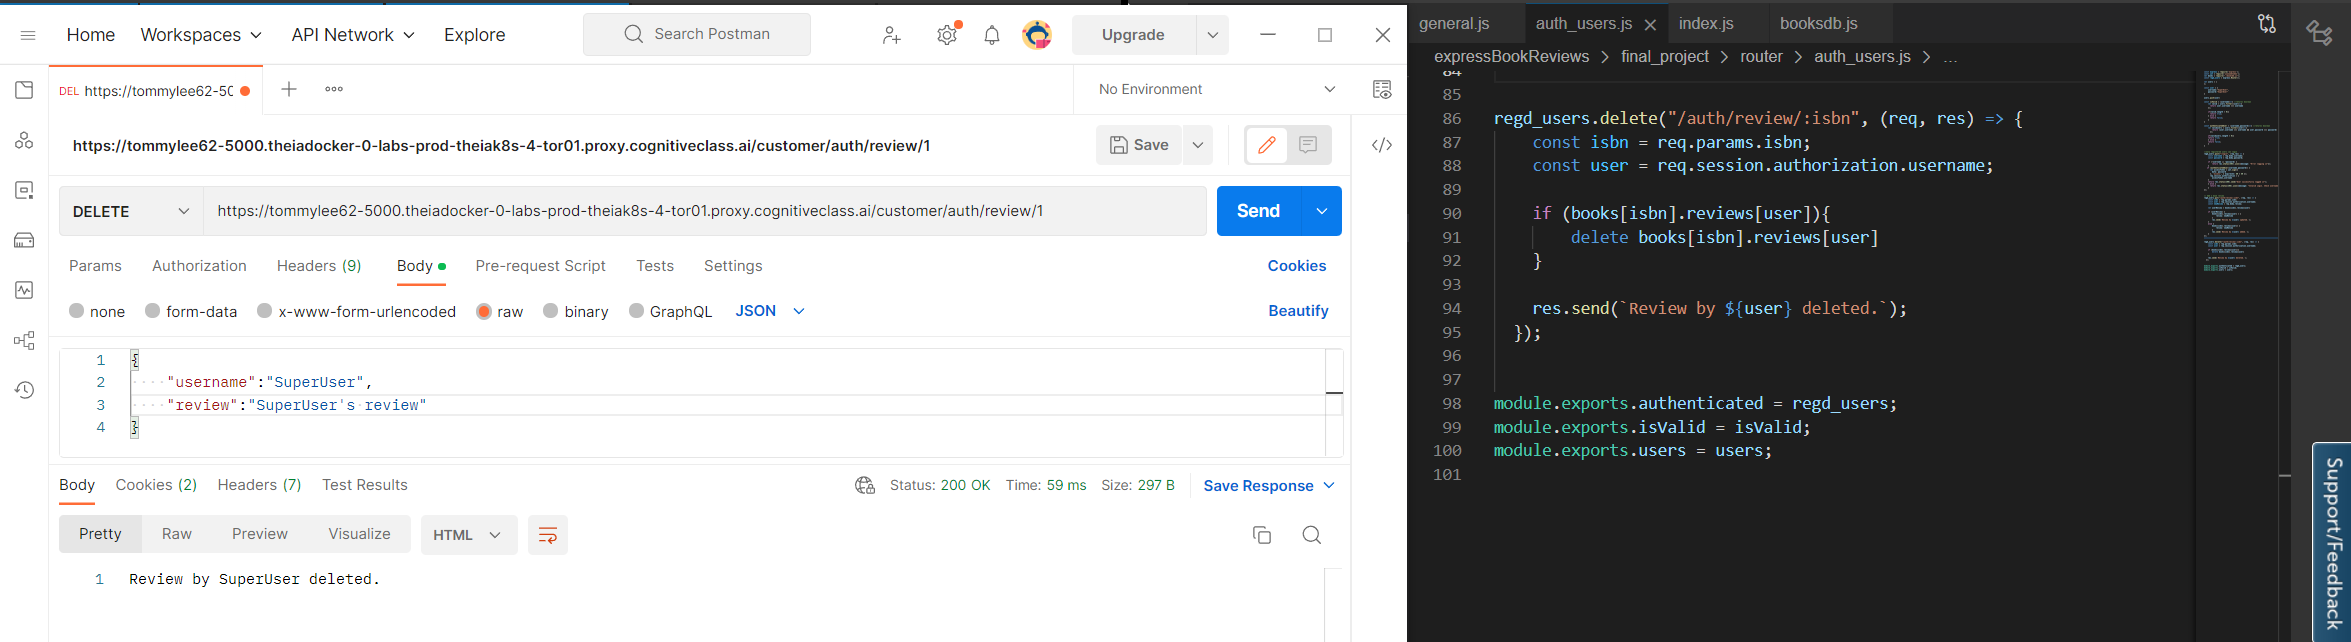 Home Workspaces API Network Explore Search Postman Upgrade
DEL https://tommylee62-50 No Environment
https://tommylee62-5000.theiadocker-0-labs-prod-theiak8s-4-tor01.proxy.cognitiveclass.ai/customer/auth/review/1 Save
DELETE https://tommylee62-5000.theiadocker-0-labs-prod-theiak8s-4-tor01.proxy.cognitiveclass.ai/customer/auth/review/1 Send
Params Authorization Headers (9) Body Pre-request Script Tests Settings Cookies
none form-data x-www-form-urlencoded raw binary GraphQL JSON Beautify
1 {
2 "username":"SuperUser",
3 "review":"SuperUser's review"
4 }
Body Cookies (2) Headers (7) Test Results Status: 200 OK Time: 59 ms Size: 297 B Save Response
Pretty Raw Preview Visualize HTML
1 Review by SuperUser deleted.
general.js auth_users.js index.js booksdb.js
expressBookReviews > final_project > router > auth_users.js > ...
84
85
86 regd_users.delete("/auth/review/:isbn", (req, res) => {
87 const isbn = req.params.isbn;
88 const user = req.session.authorization.username;
89
90 if (books[isbn].reviews[user]){
91 delete books[isbn].reviews[user]
92 }
93
94 res.send(`Review by ${user} deleted.`);
95 });
96
97
98 module.exports.authenticated = regd_users;
99 module.exports.isValid = isValid;
100 module.exports.users = users;
101
Support/Feedback